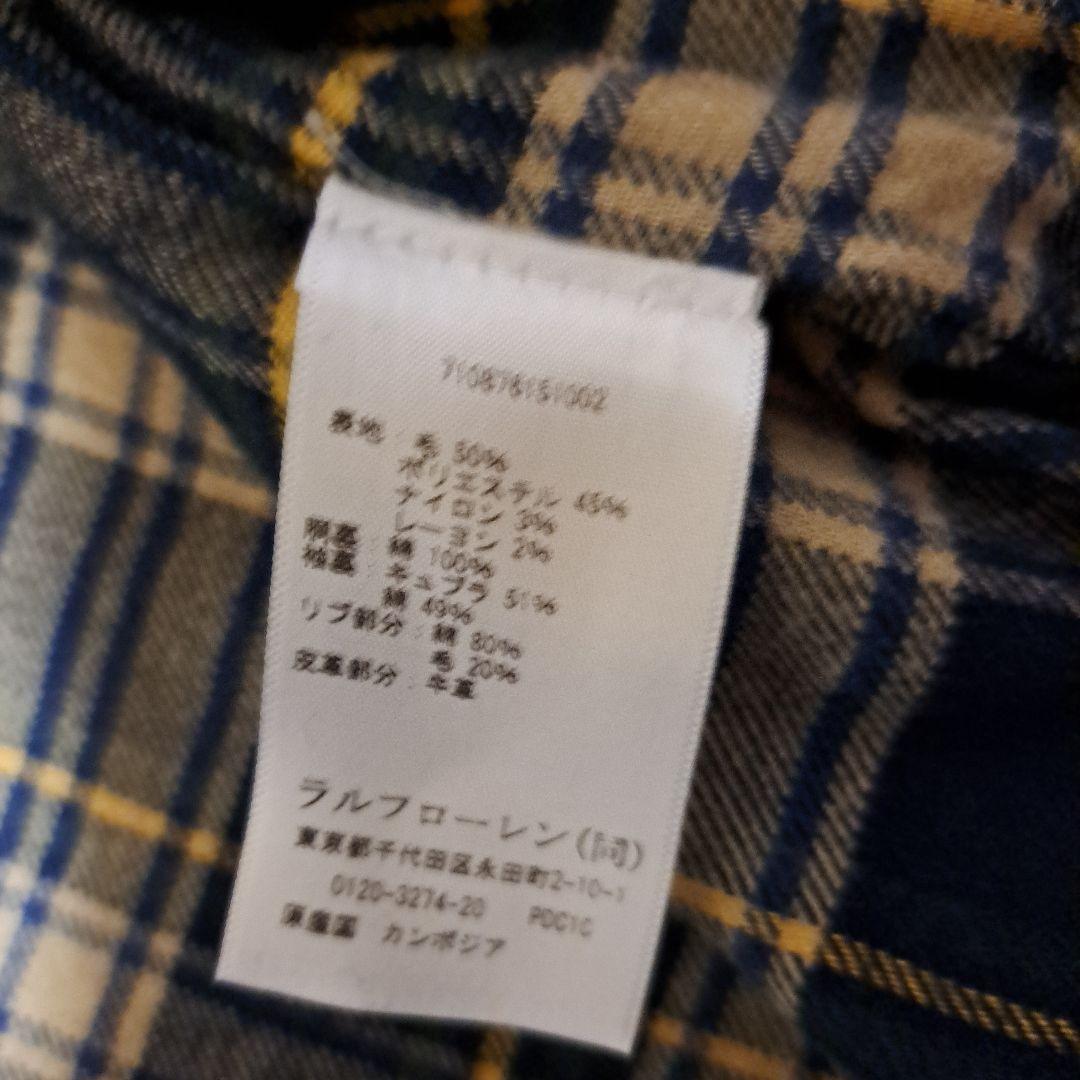 710876151002
表地 : 毛 50%
ポリエステル 45%
ナイロン 3%
レーヨン 2%
胴裏 : 綿 100%
袖裏 : キュプラ 51%
綿 49%
リブ部分 : 綿 80%
毛 20%
皮革部分 : 牛革
ラルフローレン(同)
東京都千代田区永田町2-10-1
0120-3274-20 PDC1C
原産国 カンボジア